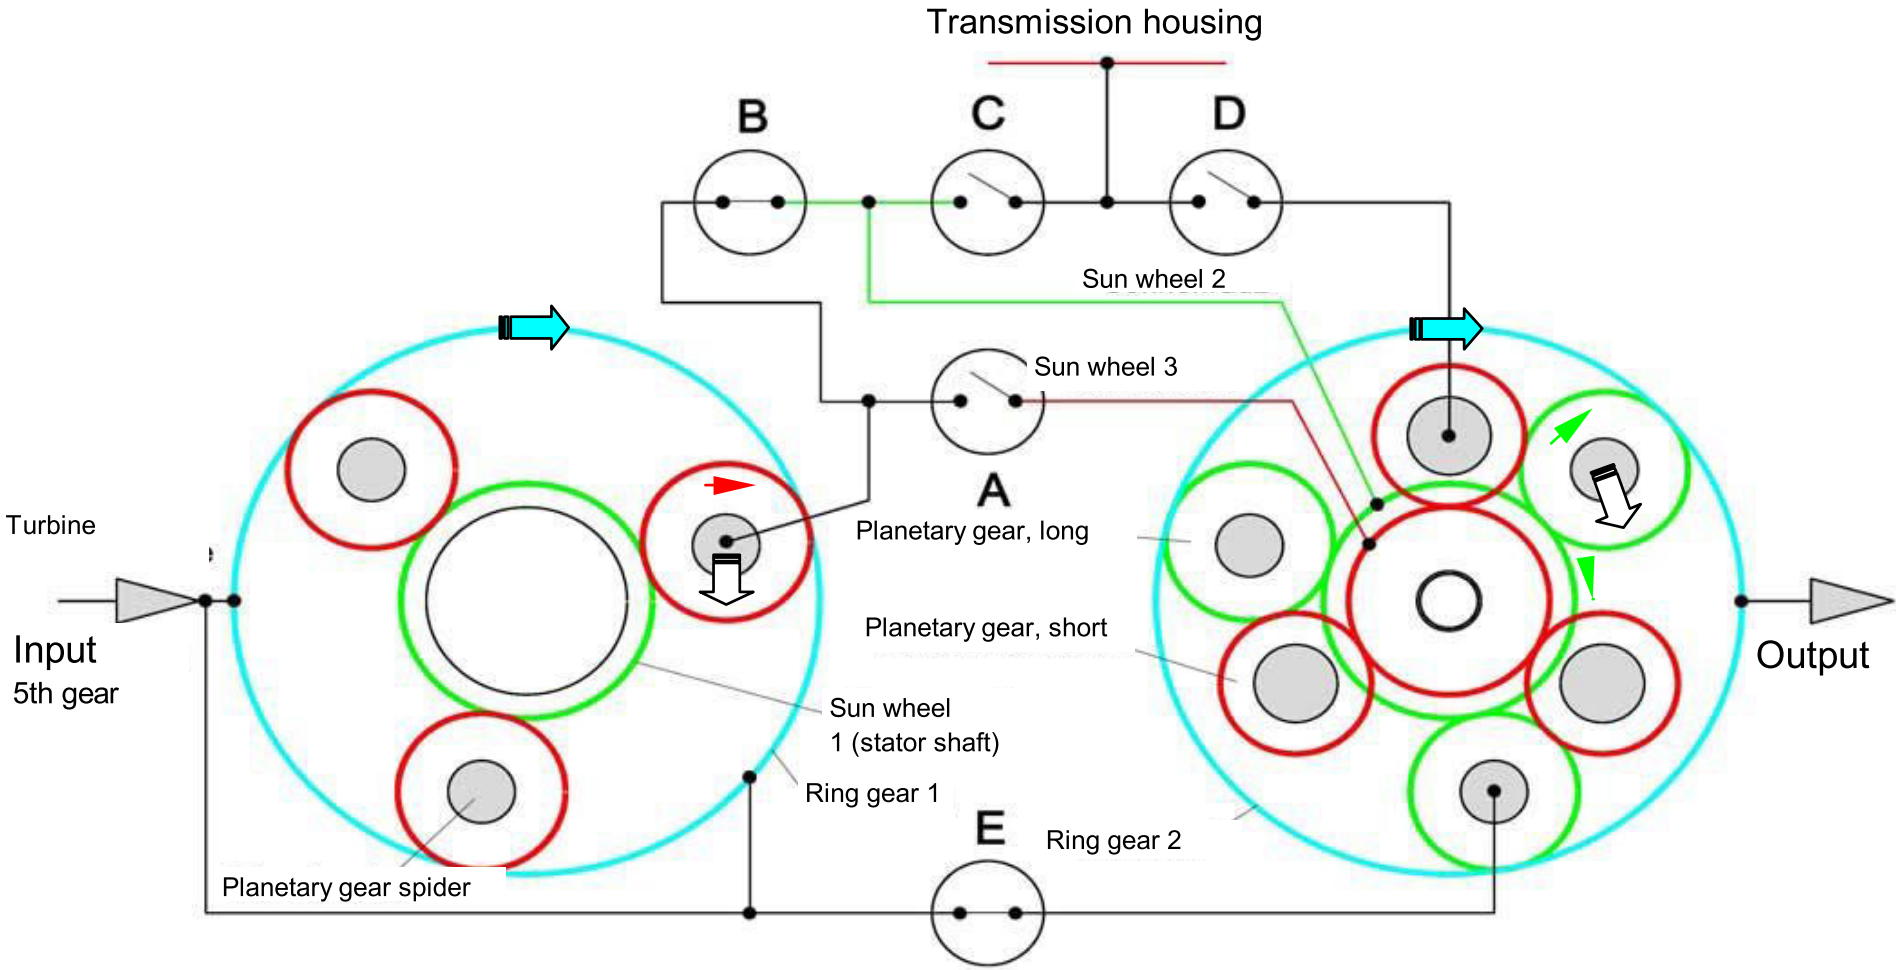 Transmission housing
B
C
D
Sun wheel 2
Sun wheel 3
A
Turbine
Planetary gear, long
Input
5th gear
Planetary gear, short
Output
Sun wheel
1 (stator shaft)
Ring gear 1
E
Ring gear 2
Planetary gear spider